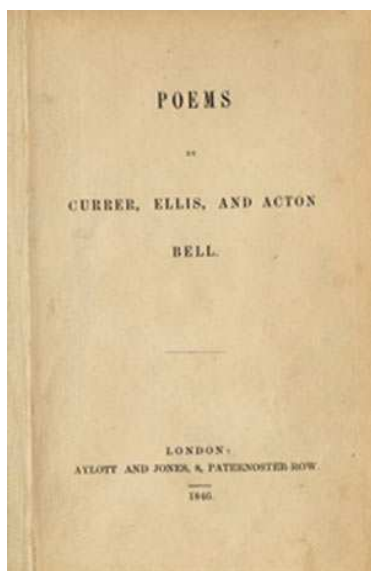 POEMS
BY
CURRER, ELLIS, AND ACTON
BELL.
LONDON:
AYLOTT AND JONES, 8, PATERNOSTER-ROW.
1846.